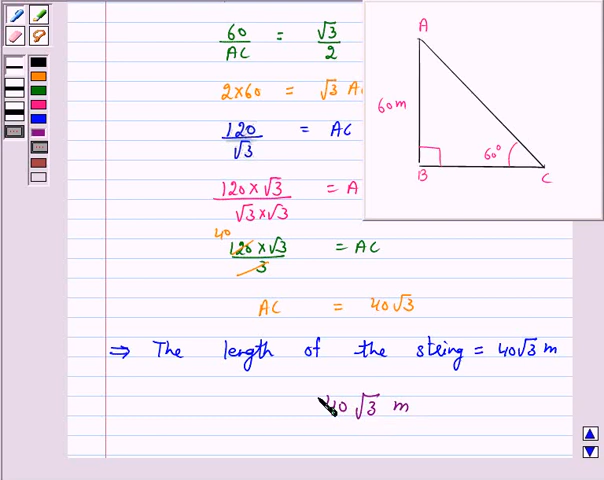 60/AC = √3/2
2×60 = √3 A
120/√3 = AC
120×√3/√3×√3 = A
40
120×√3/3 = AC
AC = 40√3
⇒ The length of the string = 40√3 m
40√3 m
A
60m
60°
B
C